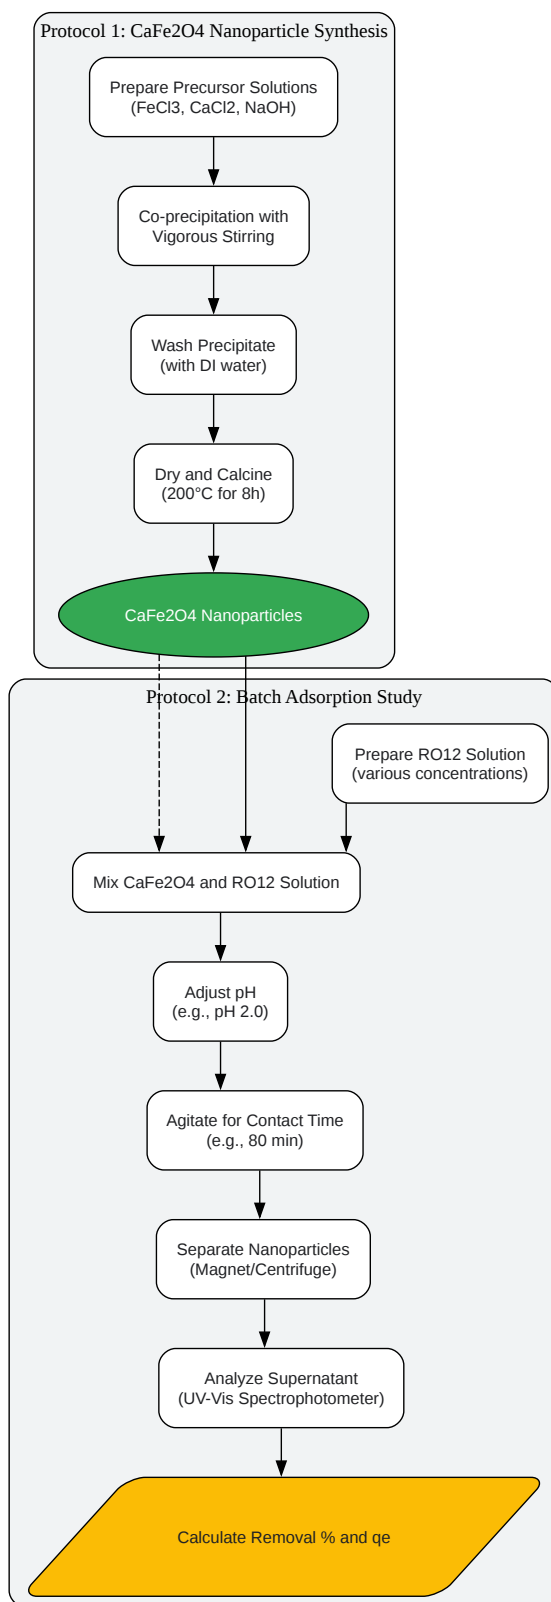 Protocol 1: CaFe2O4 Nanoparticle Synthesis
Prepare Precursor Solutions
(FeCl3, CaCl2, NaOH)
Co-precipitation with
Vigorous Stirring
Wash Precipitate
(with DI water)
Dry and Calcine
(200°C for 8h)
CaFe2O4 Nanoparticles
Protocol 2: Batch Adsorption Study
Prepare RO12 Solution
(various concentrations)
Mix CaFe2O4 and RO12 Solution
Adjust pH
(e.g., pH 2.0)
Agitate for Contact Time
(e.g., 80 min)
Separate Nanoparticles
(Magnet/Centrifuge)
Analyze Supernatant
(UV-Vis Spectrophotometer)
Calculate Removal % and qe